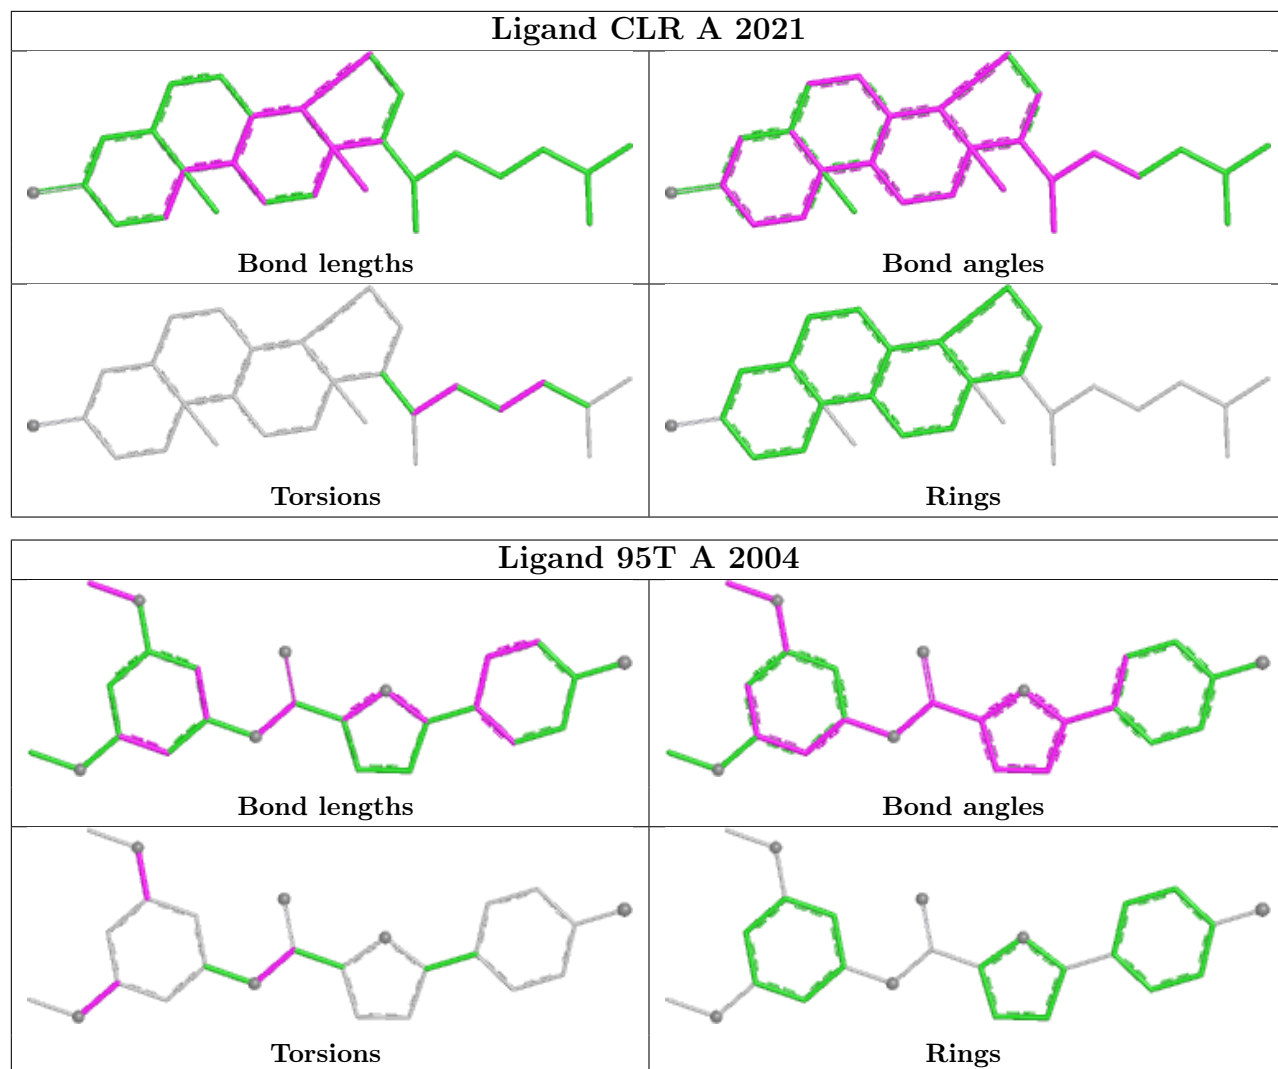 Ligand CLR A 2021
Bond lengths
Bond angles
Torsions
Rings
Ligand 95T A 2004
Bond lengths
Bond angles
Torsions
Rings